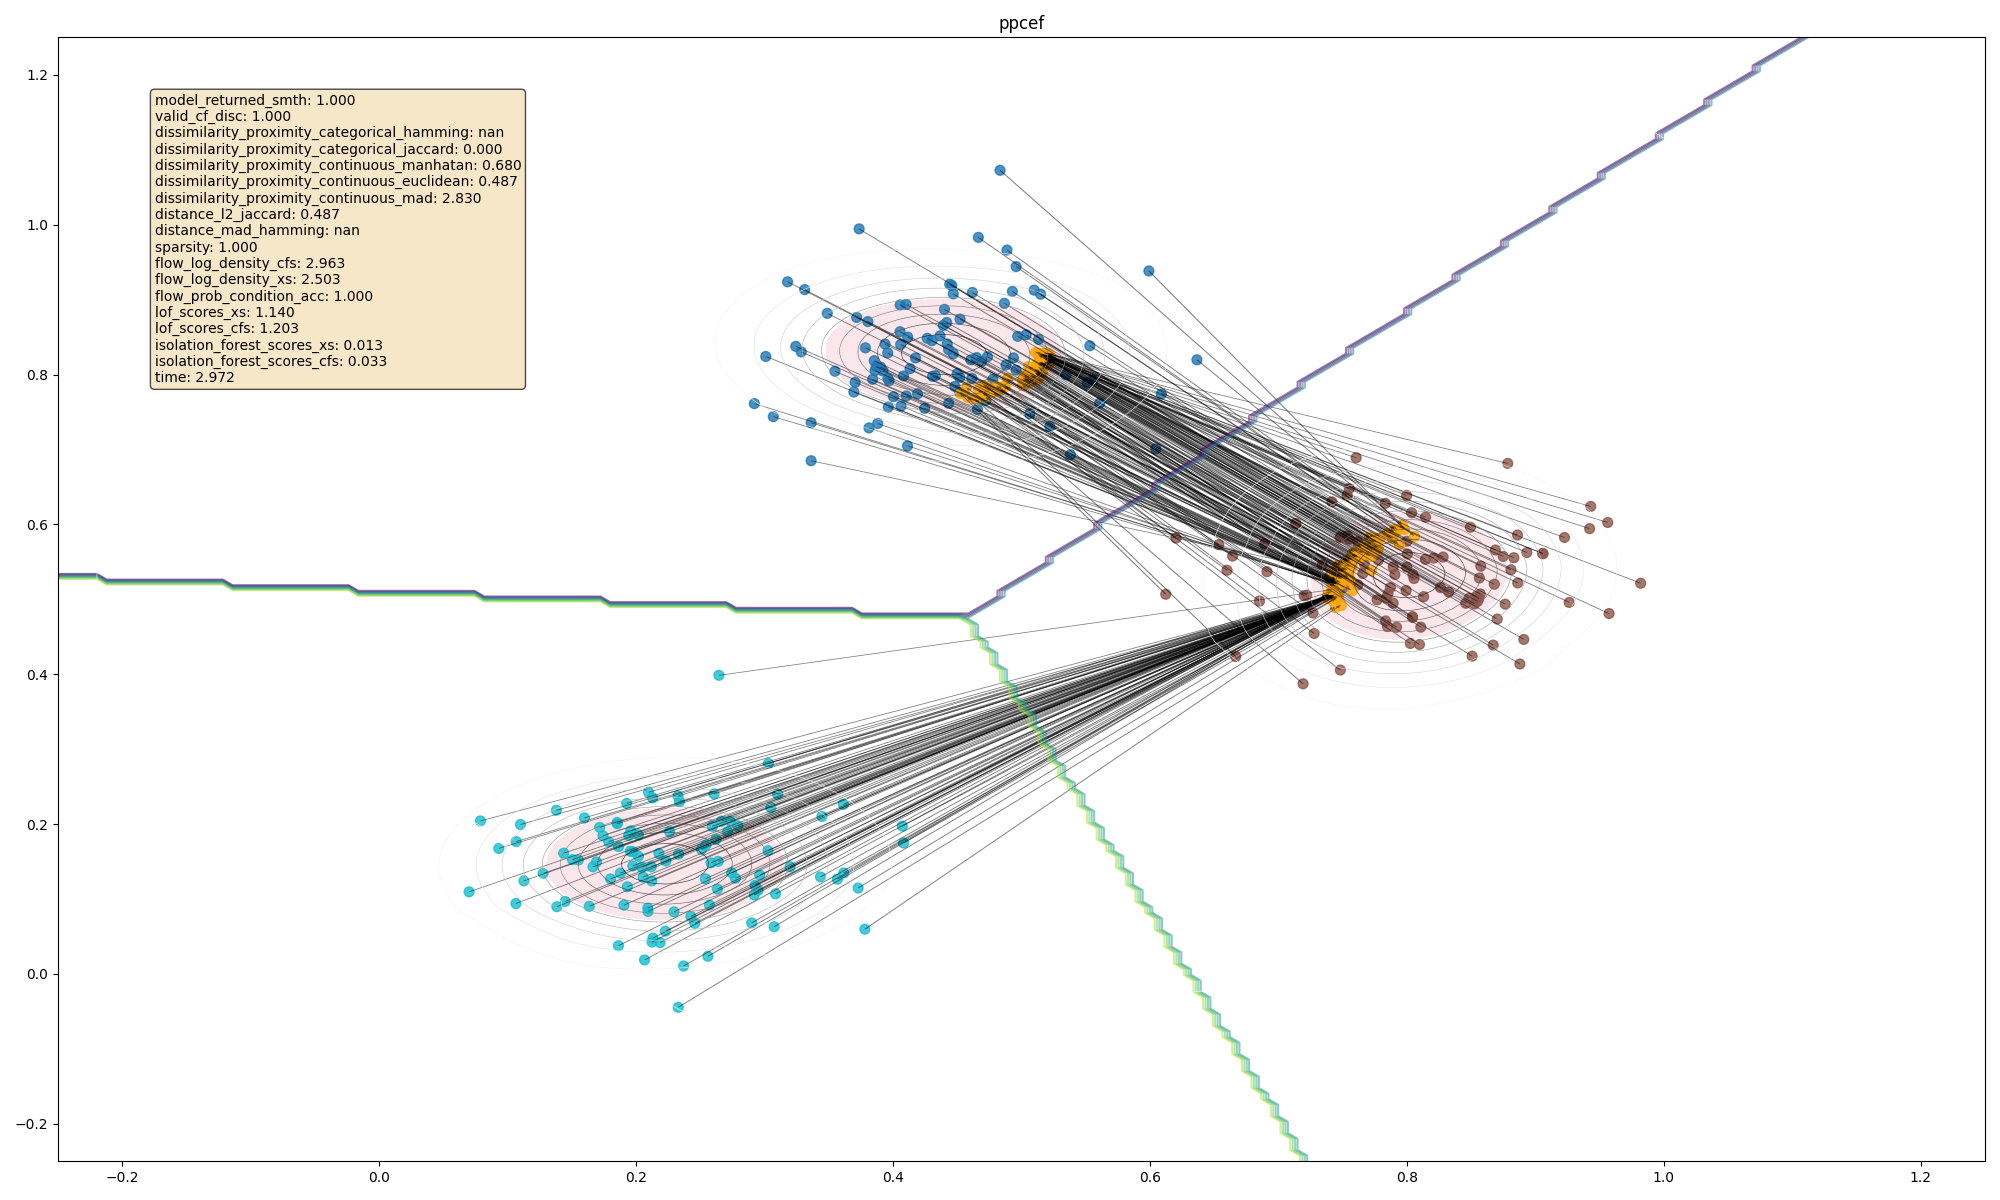 ppcef
1.2
1.0
0.8
0.6
0.4
0.2
0.0
−0.2
model_returned_smth: 1.000
valid_cf_disc: 1.000
dissimilarity_proximity_categorical_hamming: nan
dissimilarity_proximity_categorical_jaccard: 0.000
dissimilarity_proximity_continuous_manhatan: 0.680
dissimilarity_proximity_continuous_euclidean: 0.487
dissimilarity_proximity_continuous_mad: 2.830
distance_l2_jaccard: 0.487
distance_mad_hamming: nan
sparsity: 1.000
flow_log_density_cfs: 2.963
flow_log_density_xs: 2.503
flow_prob_condition_acc: 1.000
lof_scores_xs: 1.140
lof_scores_cfs: 1.203
isolation_forest_scores_xs: 0.013
isolation_forest_scores_cfs: 0.033
time: 2.972
−0.2 0.0 0.2 0.4 0.6 0.8 1.0 1.2